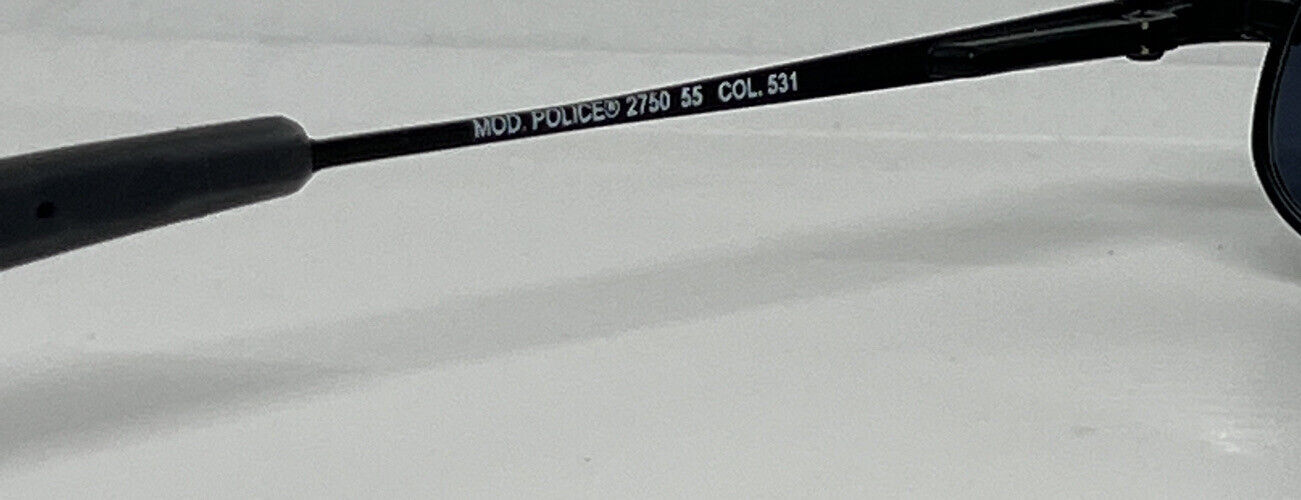 MOD. POLICE® 2750 55 COL. 531